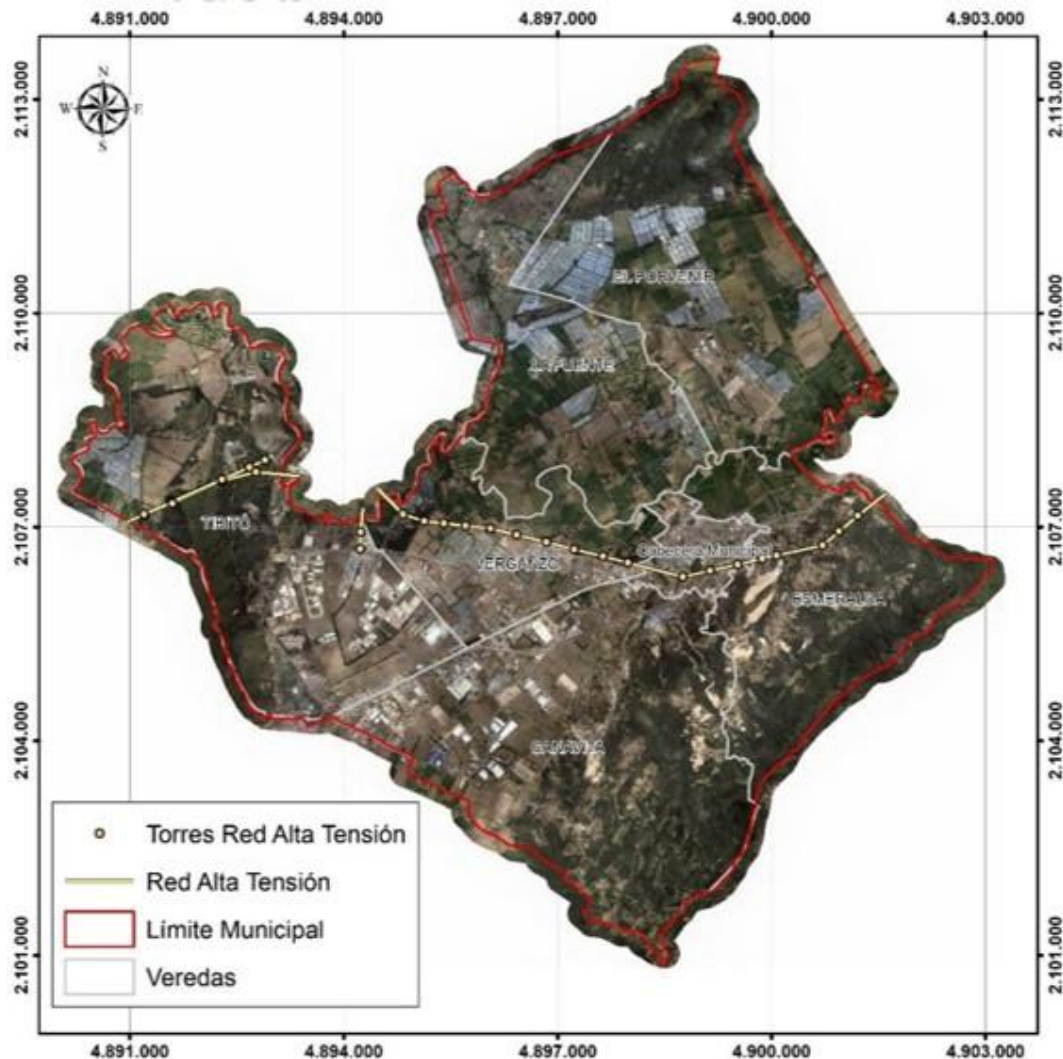 4.891.000 4.894.000 4.897.000 4.900.000 4.903.000
N
W E
S
2.113.000 2.113.000
EL PORVENIR
2.110.000 2.110.000
LA FUENTE
2.107.000 2.107.000
TIBITÓ
VERGANZO
Cabecera Municipal
ESMERALDA
2.104.000 2.104.000
CANAVITA
Torres Red Alta Tensión
Red Alta Tensión
Límite Municipal
Veredas
2.101.000 2.101.000
4.891.000 4.894.000 4.897.000 4.900.000 4.903.000